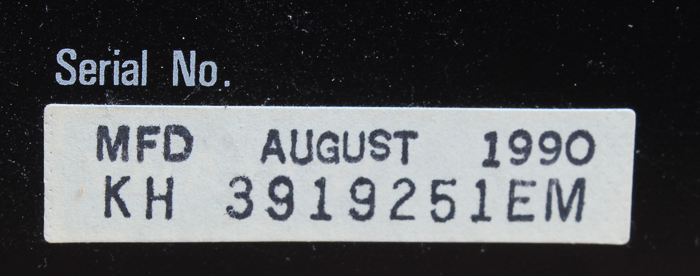 Serial No.
MFD AUGUST 1990
KH 3919251EM